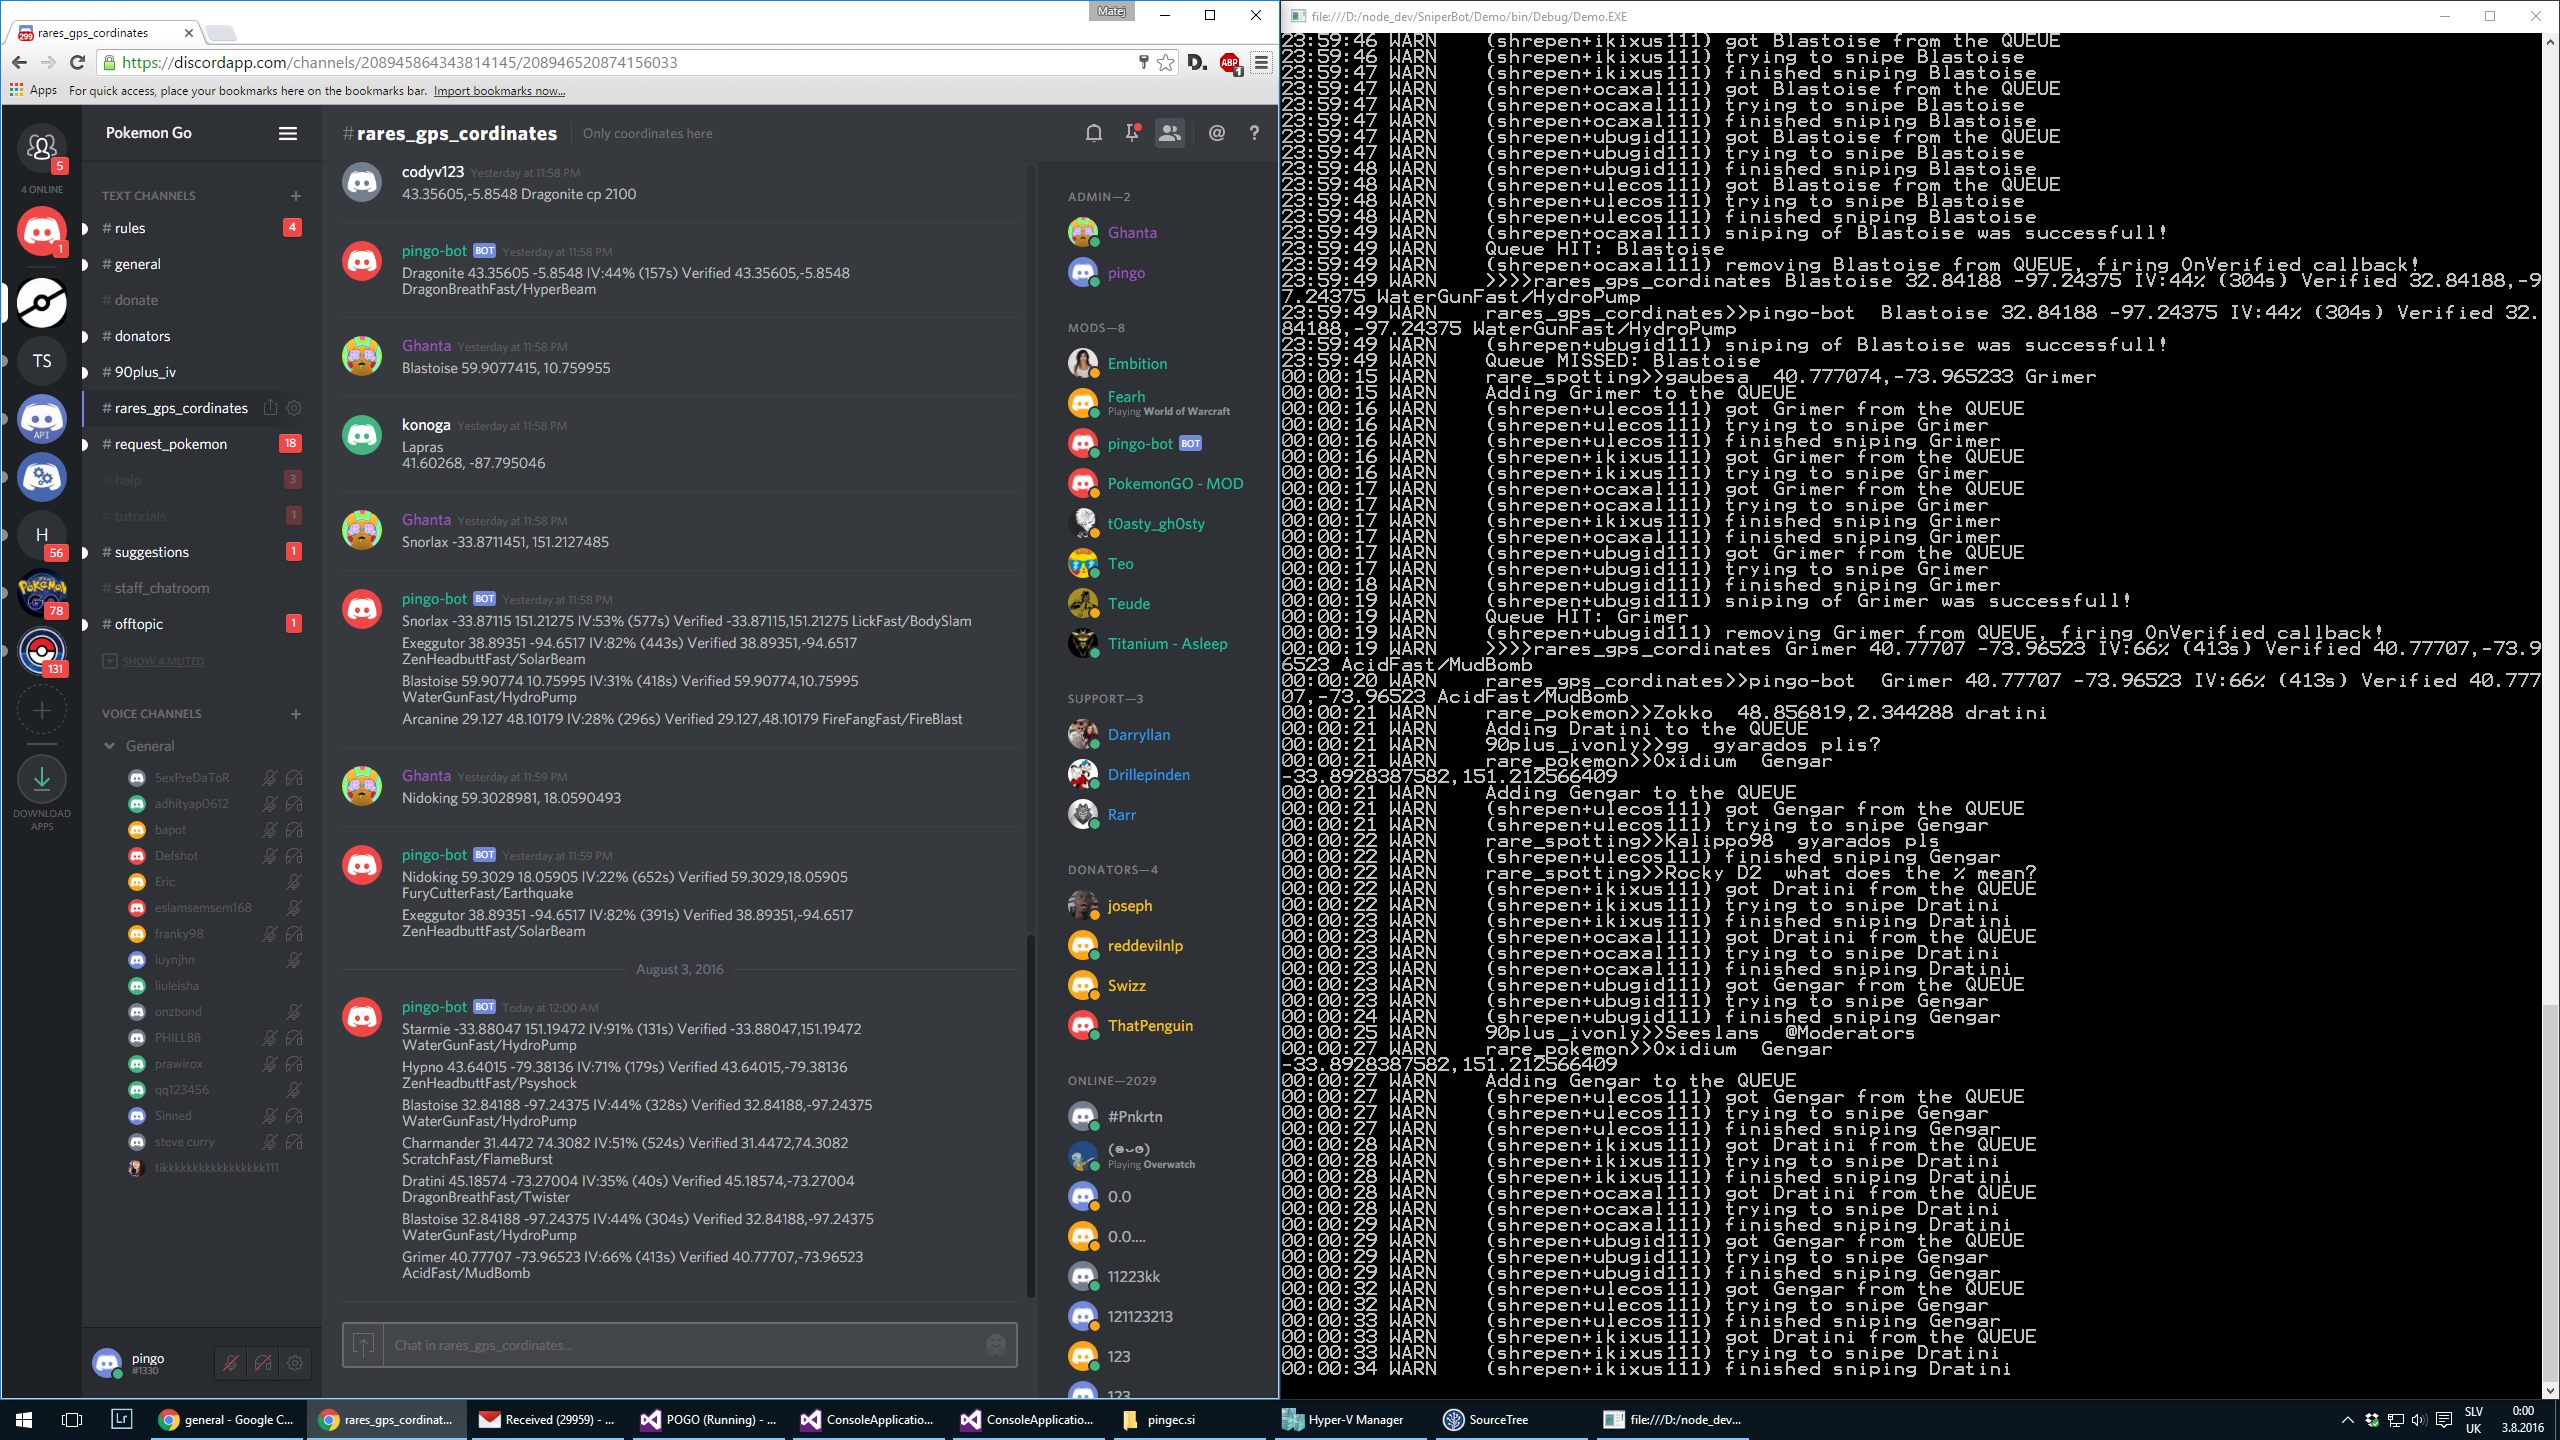 Matej
rares_gps_cordinates
https://discordapp.com/channels/208945864343814145/208946520874156033
Apps For quick access, place your bookmarks here on the bookmarks bar. Import bookmarks now...
5
4 ONLINE
1
TS
API
H
56
78
131
DOWNLOAD
APPS
Pokemon Go
TEXT CHANNELS
# rules 4
# general
# donate
# donators
# 90plus_iv
# rares_gps_cordinates
# request_pokemon 18
# help 3
# tutorials 1
# suggestions 1
# staff_chatroom
# offtopic 1
SHOW 4 MUTED
VOICE CHANNELS
General
5exPreDaToR
adhityap0612
bapot
Defshot
Eric
eslamsemsem168
franky98
iuynjhn
liuleisha
onzbond
PHILLBB
prawirox
qq123456
Sinned
steve curry
pingo
#1330
#rares_gps_cordinates Only coordinates here
codyv123 Yesterday at 11:58 PM
43.35605,-5.8548 Dragonite cp 2100
pingo-bot BOT Yesterday at 11:58 PM
Dragonite 43.35605 -5.8548 IV:44% (157s) Verified 43.35605,-5.8548
DragonBreathFast/HyperBeam
Ghanta Yesterday at 11:58 PM
Blastoise 59.9077415, 10.759955
konoga Yesterday at 11:58 PM
Lapras
41.60268, -87.795046
Ghanta Yesterday at 11:58 PM
Snorlax -33.8711451, 151.2127485
pingo-bot BOT Yesterday at 11:58 PM
Snorlax -33.87115 151.21275 IV:53% (577s) Verified -33.87115,151.21275 LickFast/BodySlam
Exeggutor 38.89351 -94.6517 IV:82% (443s) Verified 38.89351,-94.6517
ZenHeadbuttFast/SolarBeam
Blastoise 59.90774 10.75995 IV:31% (418s) Verified 59.90774,10.75995
WaterGunFast/HydroPump
Arcanine 29.127 48.10179 IV:28% (296s) Verified 29.127,48.10179 FireFangFast/FireBlast
Ghanta Yesterday at 11:59 PM
Nidoking 59.3028981, 18.0590493
pingo-bot BOT Yesterday at 11:59 PM
Nidoking 59.3029 18.05905 IV:22% (652s) Verified 59.3029,18.05905
FuryCutterFast/Earthquake
Exeggutor 38.89351 -94.6517 IV:82% (391s) Verified 38.89351,-94.6517
ZenHeadbuttFast/SolarBeam
August 3, 2016
pingo-bot BOT Today at 12:00 AM
Starmie -33.88047 151.19472 IV:91% (131s) Verified -33.88047,151.19472
WaterGunFast/HydroPump
Hypno 43.64015 -79.38136 IV:71% (179s) Verified 43.64015,-79.38136
ZenHeadbuttFast/Psyshock
Blastoise 32.84188 -97.24375 IV:44% (328s) Verified 32.84188,-97.24375
WaterGunFast/HydroPump
Charmander 31.4472 74.3082 IV:51% (524s) Verified 31.4472,74.3082
ScratchFast/FlameBurst
Dratini 45.18574 -73.27004 IV:35% (40s) Verified 45.18574,-73.27004
DragonBreathFast/Twister
Blastoise 32.84188 -97.24375 IV:44% (304s) Verified 32.84188,-97.24375
WaterGunFast/HydroPump
Grimer 40.77707 -73.96523 IV:66% (413s) Verified 40.77707,-73.96523
AcidFast/MudBomb
Chat in rares_gps_cordinates...
ADMIN—2
Ghanta
pingo
MODS—8
Embition
Fearh
Playing World of Warcraft
pingo-bot BOT
PokemonGO - MOD
t0asty_gh0sty
Teo
Teude
Titanium - Asleep
SUPPORT—3
Darryllan
Drillepinden
Rarr
DONATORS—4
joseph
reddevilnlp
Swizz
ThatPenguin
ONLINE—2029
#Pnkrtn
Playing Overwatch
0.0
0.0....
11223kk
121123213
123
123
file:///D:/node_dev/SniperBot/Demo/bin/Debug/Demo.EXE
23:59:46 WARN (shrepen+ikixus111) got Blastoise from the QUEUE
23:59:46 WARN (shrepen+ikixus111) trying to snipe Blastoise
23:59:47 WARN (shrepen+ikixus111) finished sniping Blastoise
23:59:47 WARN (shrepen+ocaxal111) got Blastoise from the QUEUE
23:59:47 WARN (shrepen+ocaxal111) trying to snipe Blastoise
23:59:47 WARN (shrepen+ocaxal111) finished sniping Blastoise
23:59:47 WARN (shrepen+ubugid111) got Blastoise from the QUEUE
23:59:47 WARN (shrepen+ubugid111) trying to snipe Blastoise
23:59:48 WARN (shrepen+ubugid111) finished sniping Blastoise
23:59:48 WARN (shrepen+ulecos111) got Blastoise from the QUEUE
23:59:48 WARN (shrepen+ulecos111) trying to snipe Blastoise
23:59:48 WARN (shrepen+ulecos111) finished sniping Blastoise
23:59:49 WARN (shrepen+ocaxal111) sniping of Blastoise was successfull!
23:59:49 WARN Queue HIT: Blastoise
23:59:49 WARN (shrepen+ocaxal111) removing Blastoise from QUEUE, firing OnVerified callback!
23:59:49 WARN >>>>rares_gps_cordinates Blastoise 32.84188 -97.24375 IV:44% (304s) Verified 32.84188,-9
7.24375 WaterGunFast/HydroPump
23:59:49 WARN rares_gps_cordinates>>pingo-bot Blastoise 32.84188 -97.24375 IV:44% (304s) Verified 32.
84188,-97.24375 WaterGunFast/HydroPump
23:59:49 WARN (shrepen+ubugid111) sniping of Blastoise was successfull!
23:59:49 WARN Queue MISSED: Blastoise
00:00:15 WARN rare_spotting>>gaubesa 40.777074,-73.965233 Grimer
00:00:15 WARN Adding Grimer to the QUEUE
00:00:16 WARN (shrepen+ulecos111) got Grimer from the QUEUE
00:00:16 WARN (shrepen+ulecos111) trying to snipe Grimer
00:00:16 WARN (shrepen+ulecos111) finished sniping Grimer
00:00:16 WARN (shrepen+ikixus111) got Grimer from the QUEUE
00:00:16 WARN (shrepen+ikixus111) trying to snipe Grimer
00:00:17 WARN (shrepen+ocaxal111) got Grimer from the QUEUE
00:00:17 WARN (shrepen+ocaxal111) trying to snipe Grimer
00:00:17 WARN (shrepen+ikixus111) finished sniping Grimer
00:00:17 WARN (shrepen+ocaxal111) finished sniping Grimer
00:00:17 WARN (shrepen+ubugid111) got Grimer from the QUEUE
00:00:17 WARN (shrepen+ubugid111) trying to snipe Grimer
00:00:18 WARN (shrepen+ubugid111) finished sniping Grimer
00:00:19 WARN (shrepen+ubugid111) sniping of Grimer was successfull!
00:00:19 WARN Queue HIT: Grimer
00:00:19 WARN (shrepen+ubugid111) removing Grimer from QUEUE, firing OnVerified callback!
00:00:19 WARN >>>>rares_gps_cordinates Grimer 40.77707 -73.96523 IV:66% (413s) Verified 40.77707,-73.9
6523 AcidFast/MudBomb
00:00:20 WARN rares_gps_cordinates>>pingo-bot Grimer 40.77707 -73.96523 IV:66% (413s) Verified 40.777
07,-73.96523 AcidFast/MudBomb
00:00:21 WARN rare_pokemon>>Zokko 48.856819,2.344288 dratini
00:00:21 WARN Adding Dratini to the QUEUE
00:00:21 WARN 90plus_ivonly>>gg gyarados plis?
00:00:21 WARN rare_pokemon>>Oxidium Gengar
-33.8928387582,151.212566409
00:00:21 WARN Adding Gengar to the QUEUE
00:00:21 WARN (shrepen+ulecos111) got Gengar from the QUEUE
00:00:21 WARN (shrepen+ulecos111) trying to snipe Gengar
00:00:22 WARN rare_spotting>>Kalippo98 gyarados pls
00:00:22 WARN (shrepen+ulecos111) finished sniping Gengar
00:00:22 WARN rare_spotting>>Rocky D2 what does the % mean?
00:00:22 WARN (shrepen+ikixus111) got Dratini from the QUEUE
00:00:22 WARN (shrepen+ikixus111) trying to snipe Dratini
00:00:23 WARN (shrepen+ikixus111) finished sniping Dratini
00:00:23 WARN (shrepen+ocaxal111) got Dratini from the QUEUE
00:00:23 WARN (shrepen+ocaxal111) trying to snipe Dratini
00:00:23 WARN (shrepen+ocaxal111) finished sniping Dratini
00:00:23 WARN (shrepen+ubugid111) got Gengar from the QUEUE
00:00:23 WARN (shrepen+ubugid111) trying to snipe Gengar
00:00:24 WARN (shrepen+ubugid111) finished sniping Gengar
00:00:25 WARN 90plus_ivonly>>Seeslans @Moderators
00:00:27 WARN rare_pokemon>>Oxidium Gengar
-33.8928387582,151.212566409
00:00:27 WARN Adding Gengar to the QUEUE
00:00:27 WARN (shrepen+ulecos111) got Gengar from the QUEUE
00:00:27 WARN (shrepen+ulecos111) trying to snipe Gengar
00:00:27 WARN (shrepen+ulecos111) finished sniping Gengar
00:00:28 WARN (shrepen+ikixus111) got Dratini from the QUEUE
00:00:28 WARN (shrepen+ikixus111) trying to snipe Dratini
00:00:28 WARN (shrepen+ikixus111) finished sniping Dratini
00:00:28 WARN (shrepen+ocaxal111) got Dratini from the QUEUE
00:00:28 WARN (shrepen+ocaxal111) trying to snipe Dratini
00:00:29 WARN (shrepen+ocaxal111) finished sniping Dratini
00:00:29 WARN (shrepen+ubugid111) got Gengar from the QUEUE
00:00:29 WARN (shrepen+ubugid111) trying to snipe Gengar
00:00:29 WARN (shrepen+ubugid111) finished sniping Gengar
00:00:32 WARN (shrepen+ulecos111) got Gengar from the QUEUE
00:00:32 WARN (shrepen+ulecos111) trying to snipe Gengar
00:00:33 WARN (shrepen+ulecos111) finished sniping Gengar
00:00:33 WARN (shrepen+ikixus111) got Dratini from the QUEUE
00:00:33 WARN (shrepen+ikixus111) trying to snipe Dratini
00:00:34 WARN (shrepen+ikixus111) finished sniping Dratini
Lr
general - Google C...
rares_gps_cordinat...
Received (29959) - ...
POGO (Running) - ...
ConsoleApplicatio...
ConsoleApplicatio...
pingec.si
Hyper-V Manager
SourceTree
file:///D:/node_dev...
SLV
UK
0:00
3.8.2016